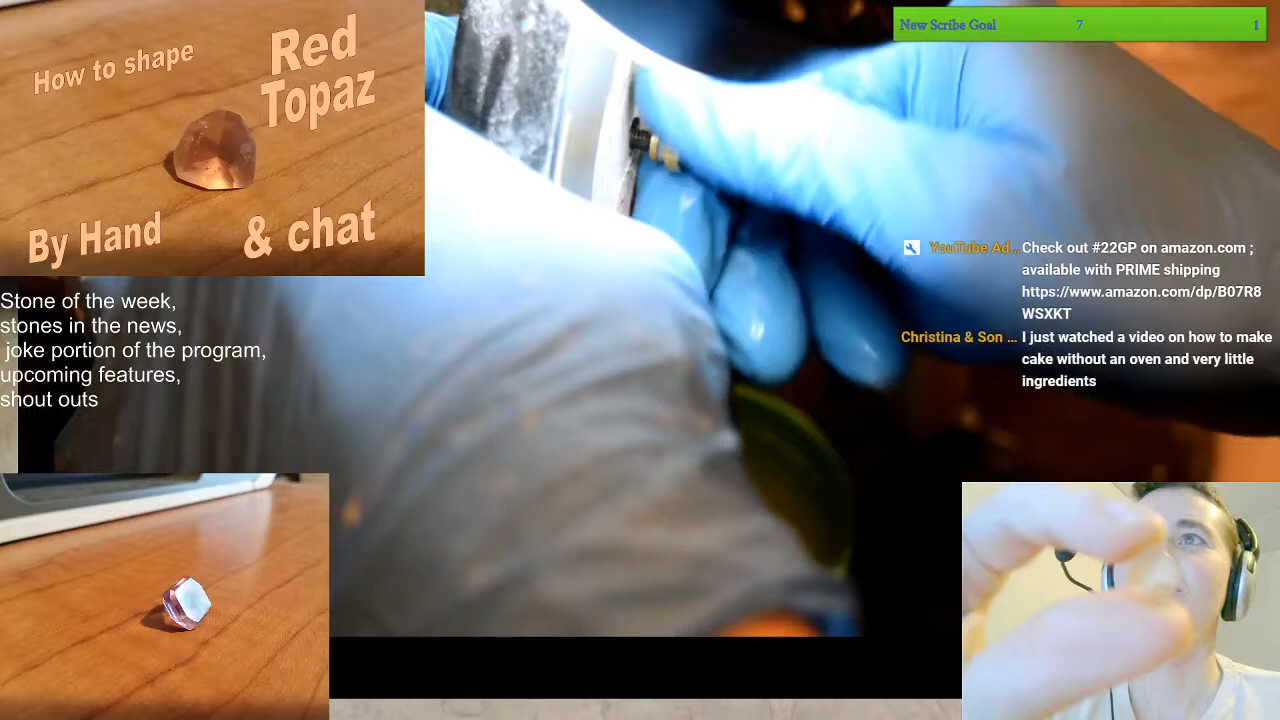 How to shape
Red
Topaz
By Hand
& chat
Stone of the week,
stones in the news,
joke portion of the program,
upcoming features,
shout outs
New Scribe Goal 7 1
YouTube Ad... Check out #22GP on amazon.com ;
available with PRIME shipping
https://www.amazon.com/dp/B07R8
WSXKT
Christina & Son ... I just watched a video on how to make
cake without an oven and very little
ingredients